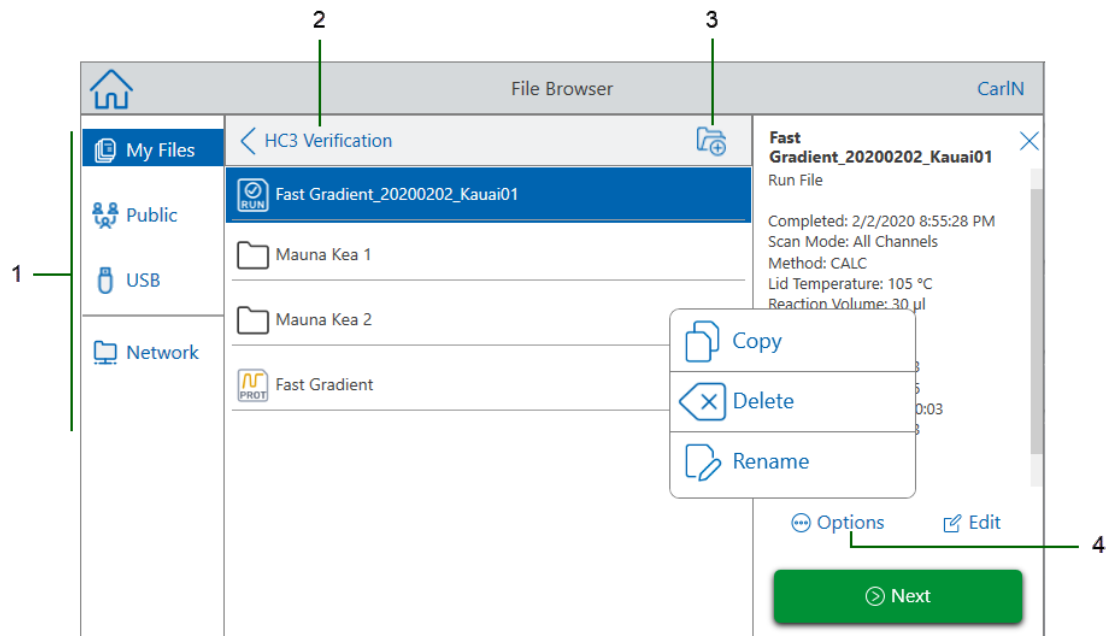 2
3
File Browser
CarlN
1
My Files
Public
USB
Network
HC3 Verification
RUN
Fast Gradient_20200202_Kauai01
Mauna Kea 1
Mauna Kea 2
PROT
Fast Gradient
Fast
Gradient_20200202_Kauai01
Run File
Completed: 2/2/2020 8:55:28 PM
Scan Mode: All Channels
Method: CALC
Lid Temperature: 105 °C
Reaction Volume: 30 µl
0:03
Copy
Delete
Rename
Options
Edit
4
Next